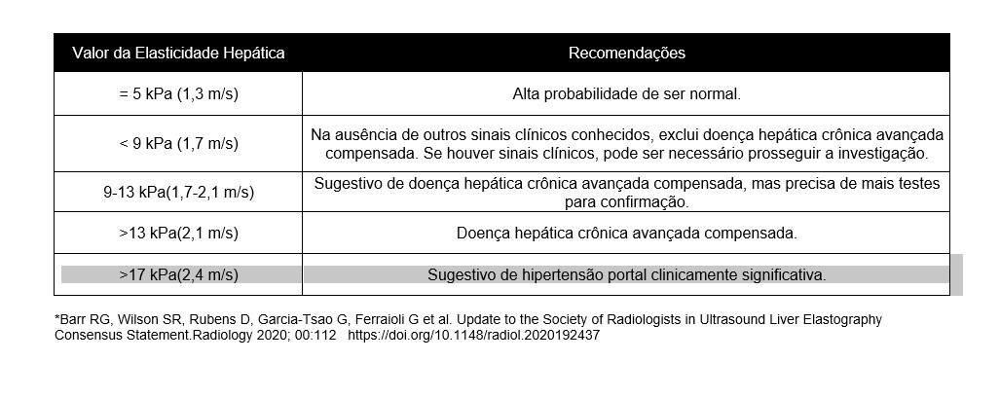 Valor da Elasticidade Hepática
Recomendações
= 5 kPa (1,3 m/s)
Alta probabilidade de ser normal.
< 9 kPa (1,7 m/s)
Na ausência de outros sinais clínicos conhecidos, exclui doença hepática crônica avançada
compensada. Se houver sinais clínicos, pode ser necessário prosseguir a investigação.
9-13 kPa(1,7-2,1 m/s)
Sugestivo de doença hepática crônica avançada compensada, mas precisa de mais testes
para confirmação.
>13 kPa(2,1 m/s)
Doença hepática crônica avançada compensada.
>17 kPa(2,4 m/s)
Sugestivo de hipertensão portal clinicamente significativa.
*Barr RG, Wilson SR, Rubens D, Garcia-Tsao G, Ferraioli G et al. Update to the Society of Radiologists in Ultrasound Liver Elastography
Consensus Statement.Radiology 2020; 00:112 https://doi.org/10.1148/radiol.2020192437